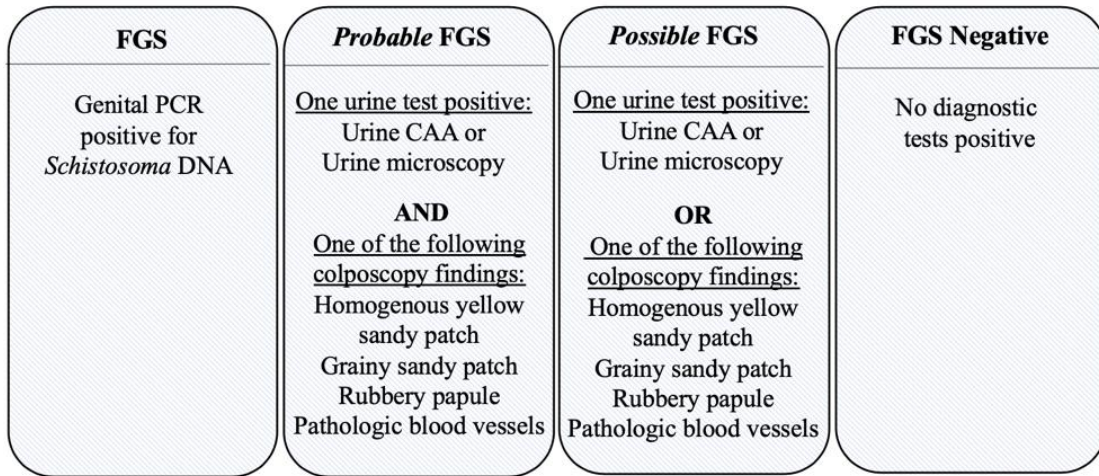 FGS
Genital PCR
positive for
Schistosoma DNA
Probable FGS
One urine test positive:
Urine CAA or
Urine microscopy
AND
One of the following
colposcopy findings:
Homogenous yellow
sandy patch
Grainy sandy patch
Rubbery papule
Pathologic blood vessels
Possible FGS
One urine test positive:
Urine CAA or
Urine microscopy
OR
One of the following
colposcopy findings:
Homogenous yellow
sandy patch
Grainy sandy patch
Rubbery papule
Pathologic blood vessels
FGS Negative
No diagnostic
tests positive